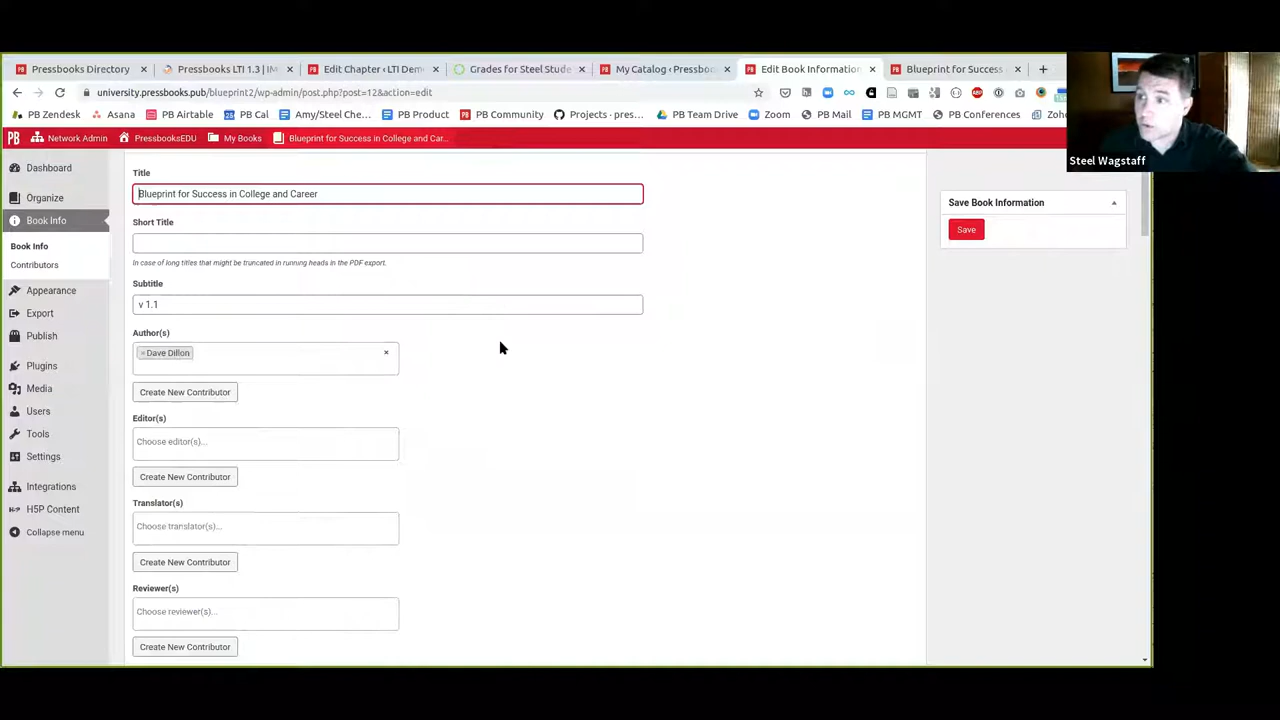 Pressbooks Directory
Pressbooks LTI 1.3 | IM
Edit Chapter ‹ LTI Dem
Grades for Steel Stude
My Catalog ‹ Pressboo
Edit Book Information
Blueprint for Success
university.pressbooks.pub/blueprint2/wp-admin/post.php?post=12&action=edit
PB Zendesk
Asana
PB Airtable
PB Cal
Amy/Steel Che...
PB Product
PB Community
Projects - pres...
PB Team Drive
Zoom
PB Mail
PB MGMT
PB Conferences
Zoho
PB
Network Admin
PressbooksEDU
My Books
Blueprint for Success in College and Car...
Steel Wagstaff
Dashboard
Organize
Book Info
Book Info
Contributors
Appearance
Export
Publish
Plugins
Media
Users
Tools
Settings
Integrations
H5P Content
Collapse menu
Title
Blueprint for Success in College and Career
Short Title
In case of long titles that might be truncated in running heads in the PDF export.
Subtitle
v 1.1
Author(s)
× Dave Dillon ×
Create New Contributor
Editor(s)
Choose editor(s)...
Create New Contributor
Translator(s)
Choose translator(s)...
Create New Contributor
Reviewer(s)
Choose reviewer(s)...
Create New Contributor
Save Book Information
Save